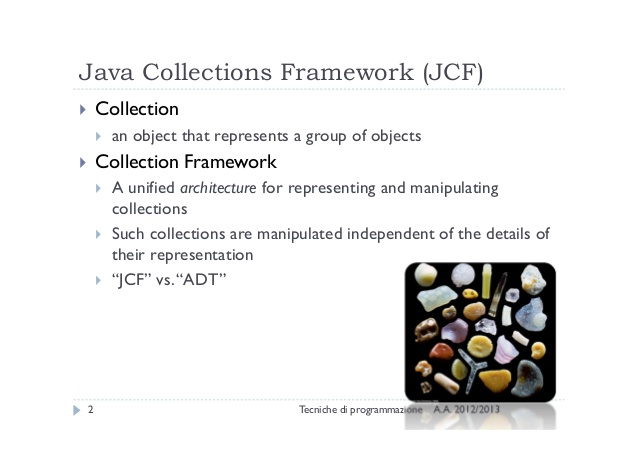 Java Collections Framework (JCF)
Collection
an object that represents a group of objects
Collection Framework
A unified architecture for representing and manipulating
collections
Such collections are manipulated independent of the details of
their representation
“JCF” vs. “ADT”
2
Tecniche di programmazione A.A. 2012/2013